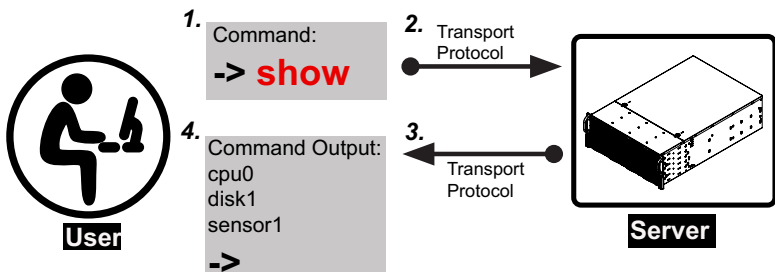 1.
Command:
-> show
2.
Transport
Protocol
3.
Transport
Protocol
4.
Command Output:
cpu0
disk1
sensor1
->
User
Server